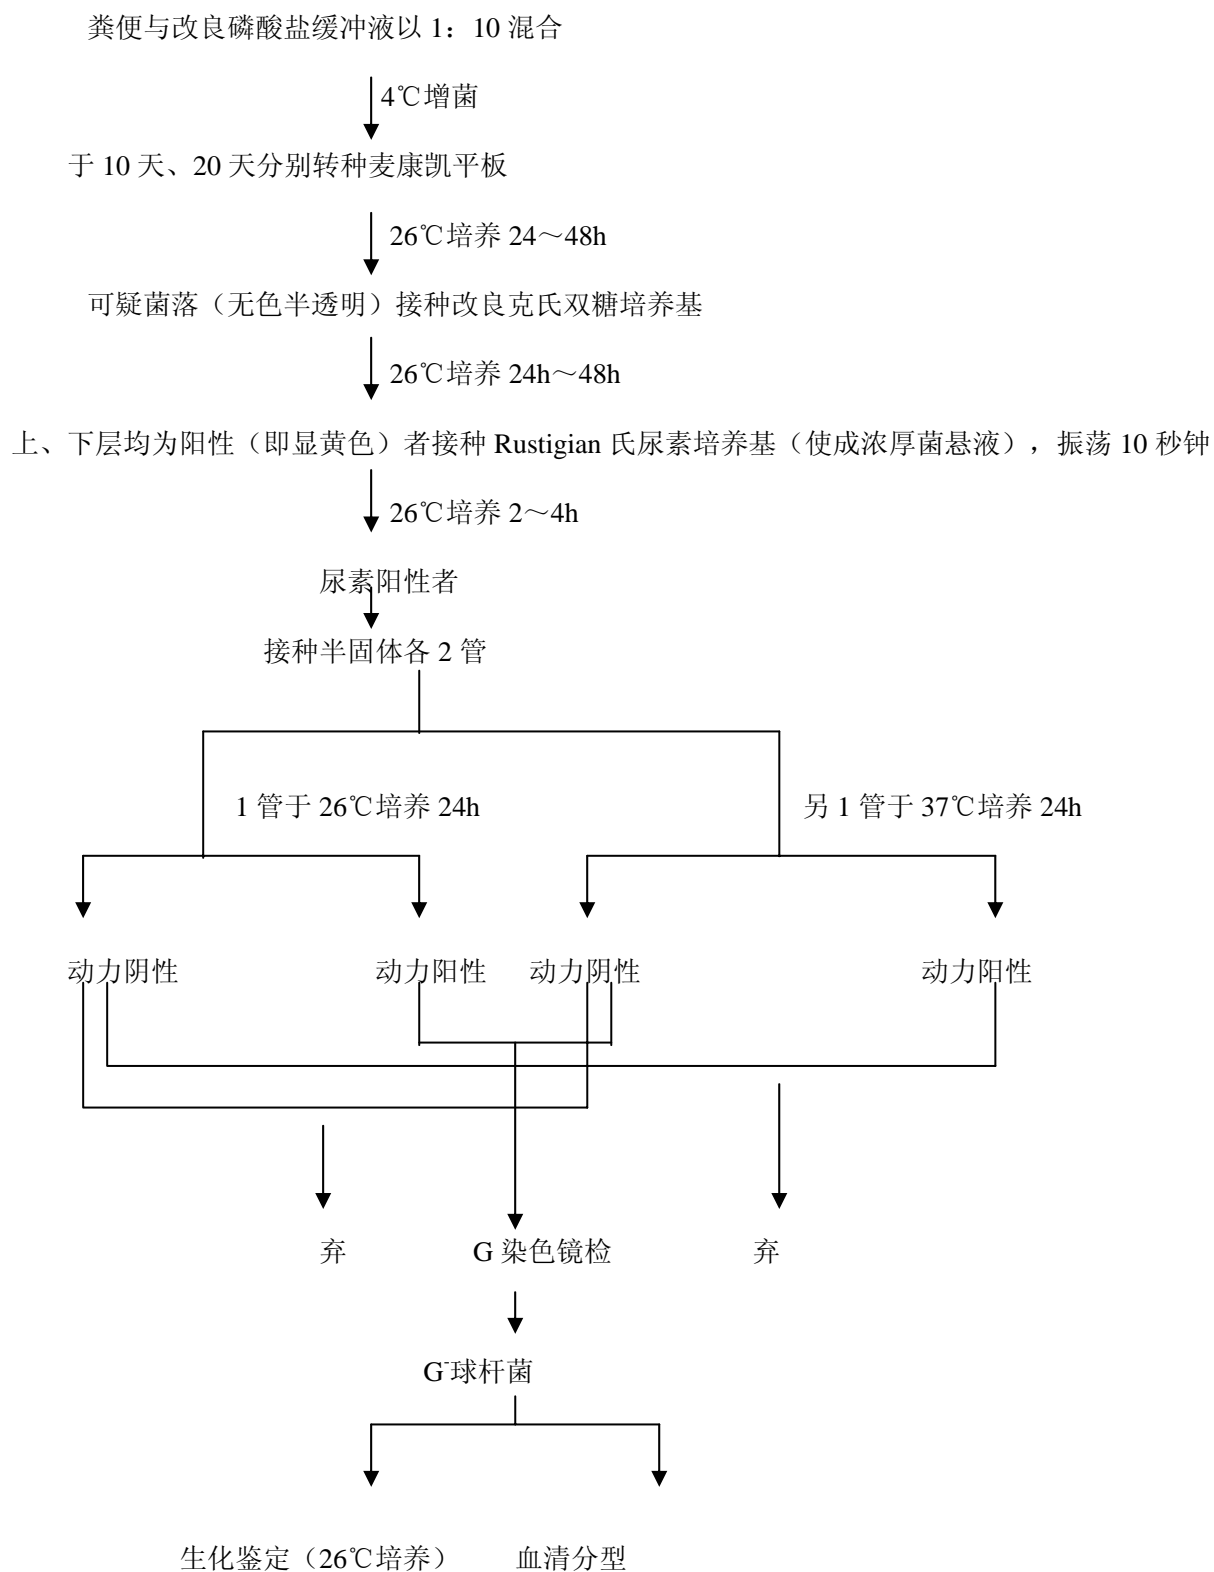 粪便与改良磷酸盐缓冲液以 1：10 混合
4℃增菌
于 10 天、20 天分别转种麦康凯平板
26℃培养 24～48h
可疑菌落（无色半透明）接种改良克氏双糖培养基
26℃培养 24h～48h
上、下层均为阳性（即显黄色）者接种 Rustigian 氏尿素培养基（使成浓厚菌悬液），振荡 10 秒钟
26℃培养 2～4h
尿素阳性者
接种半固体各 2 管
1 管于 26℃培养 24h 另 1 管于 37℃培养 24h
动力阴性 动力阳性 动力阴性 动力阳性
弃 G 染色镜检 弃
G⁻球杆菌
生化鉴定（26℃培养） 血清分型